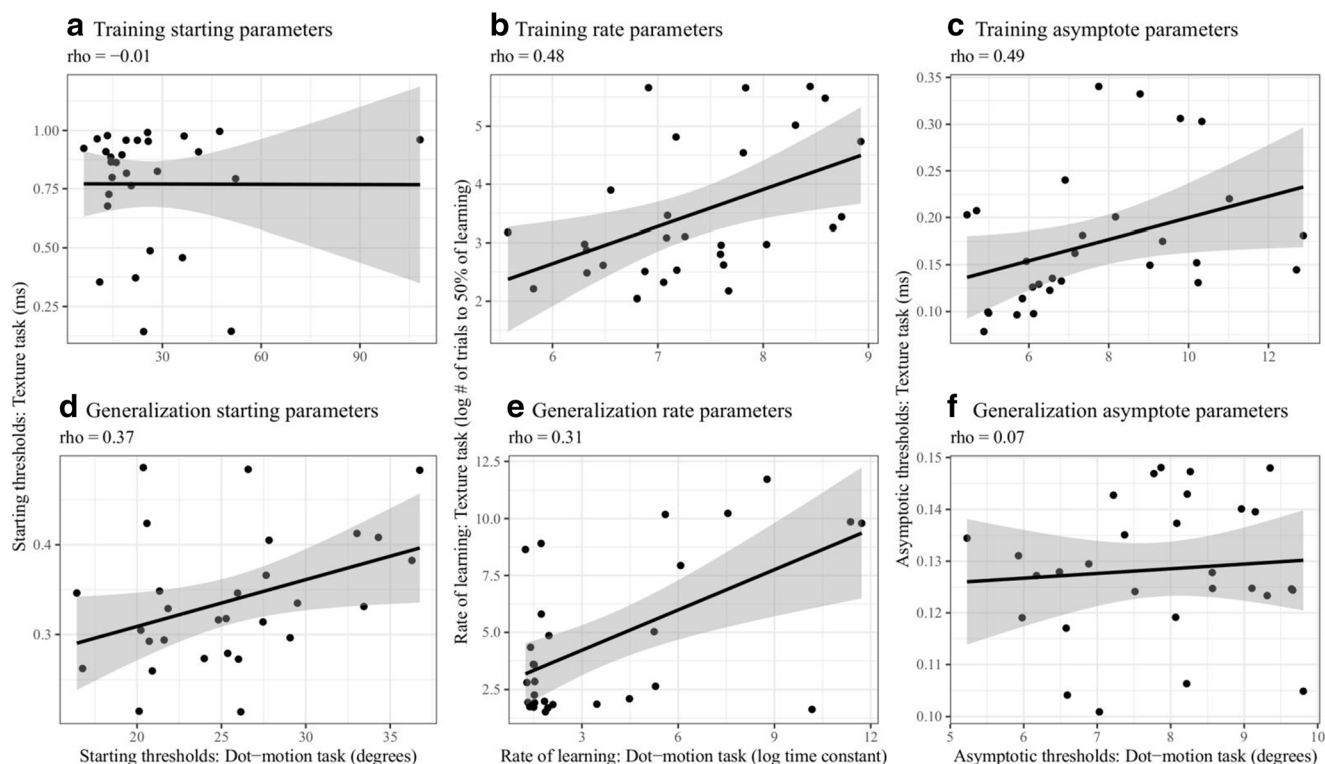 a Training starting parameters
rho = −0.01
1.00
0.75
0.50
0.25
30
60
90
b Training rate parameters
rho = 0.48
5
4
3
2
6
7
8
9
c Training asymptote parameters
rho = 0.49
0.35
0.30
0.25
0.20
0.15
0.10
6
8
10
12
Starting thresholds: Texture task (ms)
Rate of learning: Texture task (log # of trials to 50% of learning)
Asymptotic thresholds: Texture task (ms)
d Generalization starting parameters
rho = 0.37
0.4
0.3
20
25
30
35
Starting thresholds: Dot−motion task (degrees)
e Generalization rate parameters
rho = 0.31
12.5
10.0
7.5
5.0
2.5
3
6
9
12
Rate of learning: Dot−motion task (log time constant)
f Generalization asymptote parameters
rho = 0.07
0.15
0.14
0.13
0.12
0.11
0.10
5
6
7
8
9
10
Asymptotic thresholds: Dot−motion task (degrees)